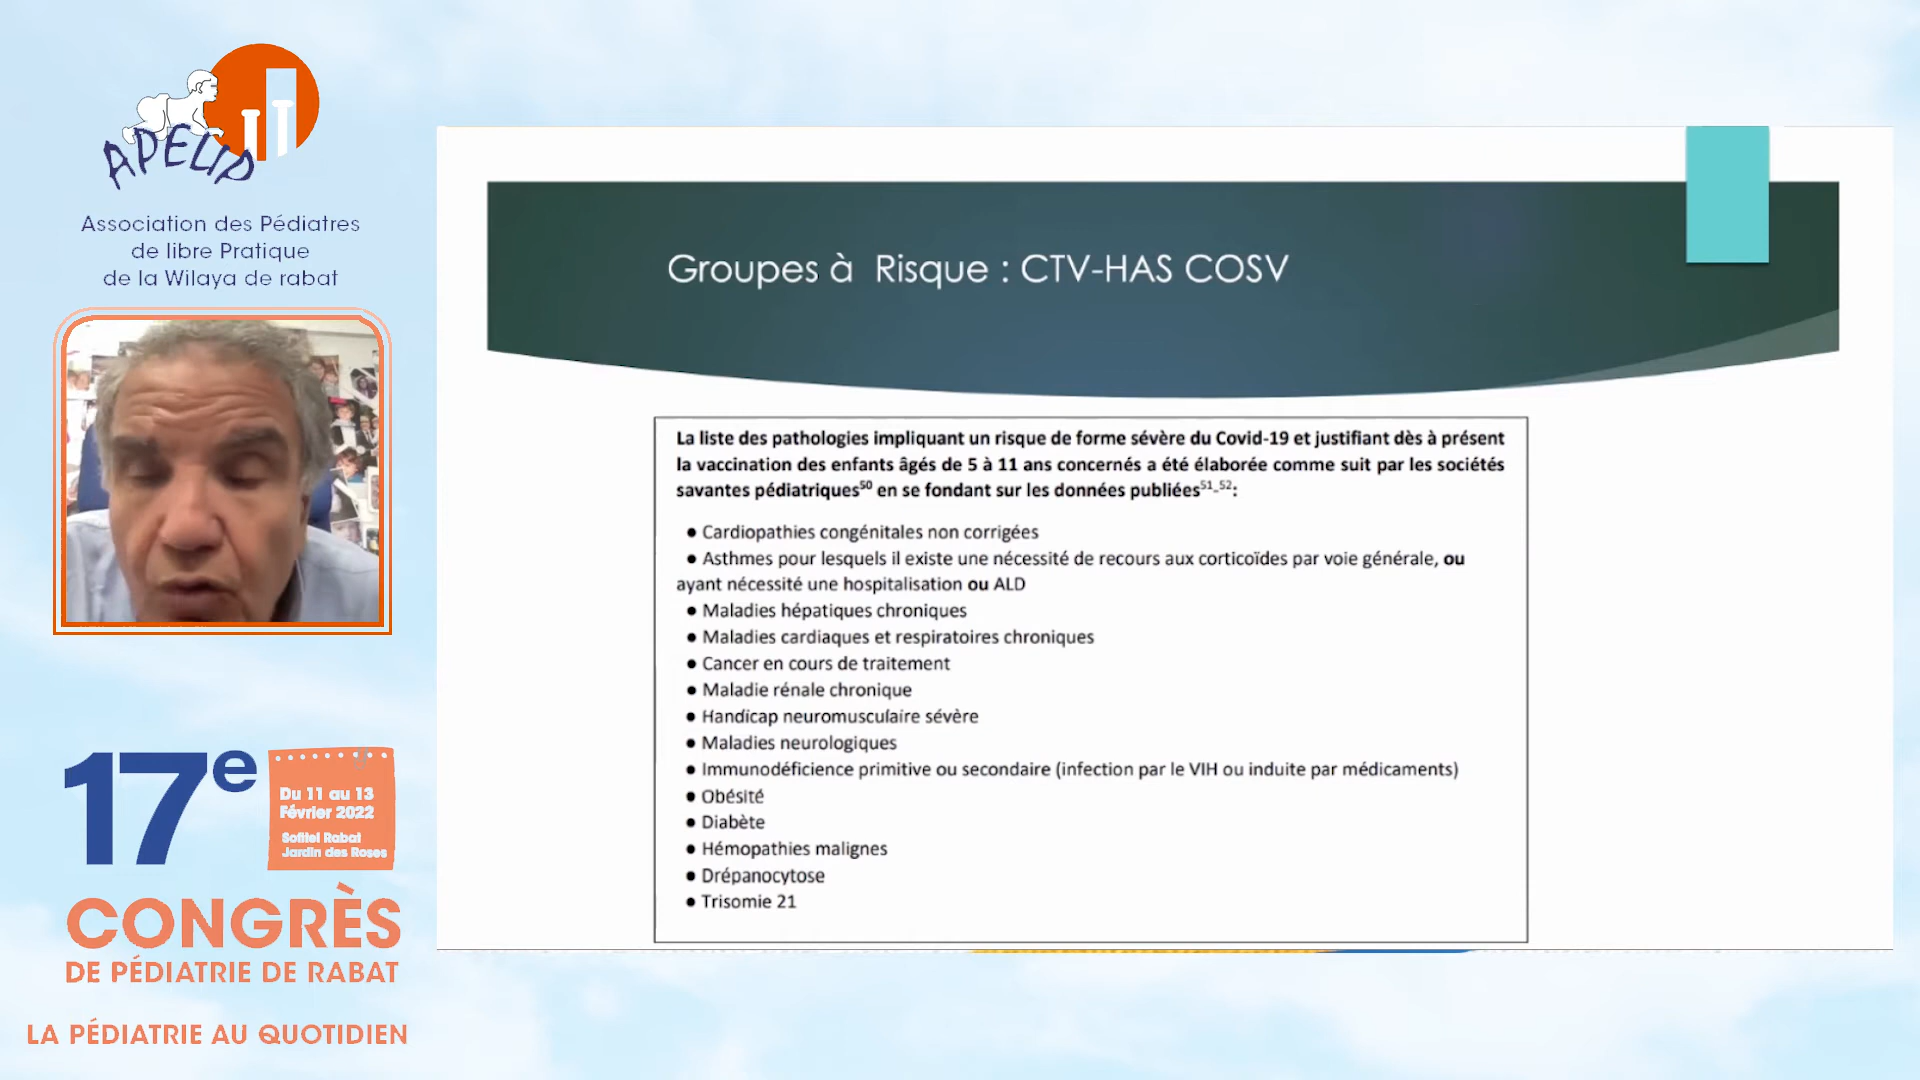 APELIP
Association des Pédiatres
de libre Pratique
de la Wilaya de rabat
17e
Du 11 au 13
Février 2022
Sofitel Rabat
Jardin des Roses
CONGRÈS
DE PÉDIATRIE DE RABAT
LA PÉDIATRIE AU QUOTIDIEN
Groupes à Risque : CTV-HAS COSV
La liste des pathologies impliquant un risque de forme sévère du Covid-19 et justifiant dès à présent
la vaccination des enfants âgés de 5 à 11 ans concernés a été élaborée comme suit par les sociétés
savantes pédiatriques50 en se fondant sur les données publiées51-52:
● Cardiopathies congénitales non corrigées
● Asthmes pour lesquels il existe une nécessité de recours aux corticoïdes par voie générale, ou
ayant nécessité une hospitalisation ou ALD
● Maladies hépatiques chroniques
● Maladies cardiaques et respiratoires chroniques
● Cancer en cours de traitement
● Maladie rénale chronique
● Handicap neuromusculaire sévère
● Maladies neurologiques
● Immunodéficience primitive ou secondaire (infection par le VIH ou induite par médicaments)
● Obésité
● Diabète
● Hémopathies malignes
● Drépanocytose
● Trisomie 21